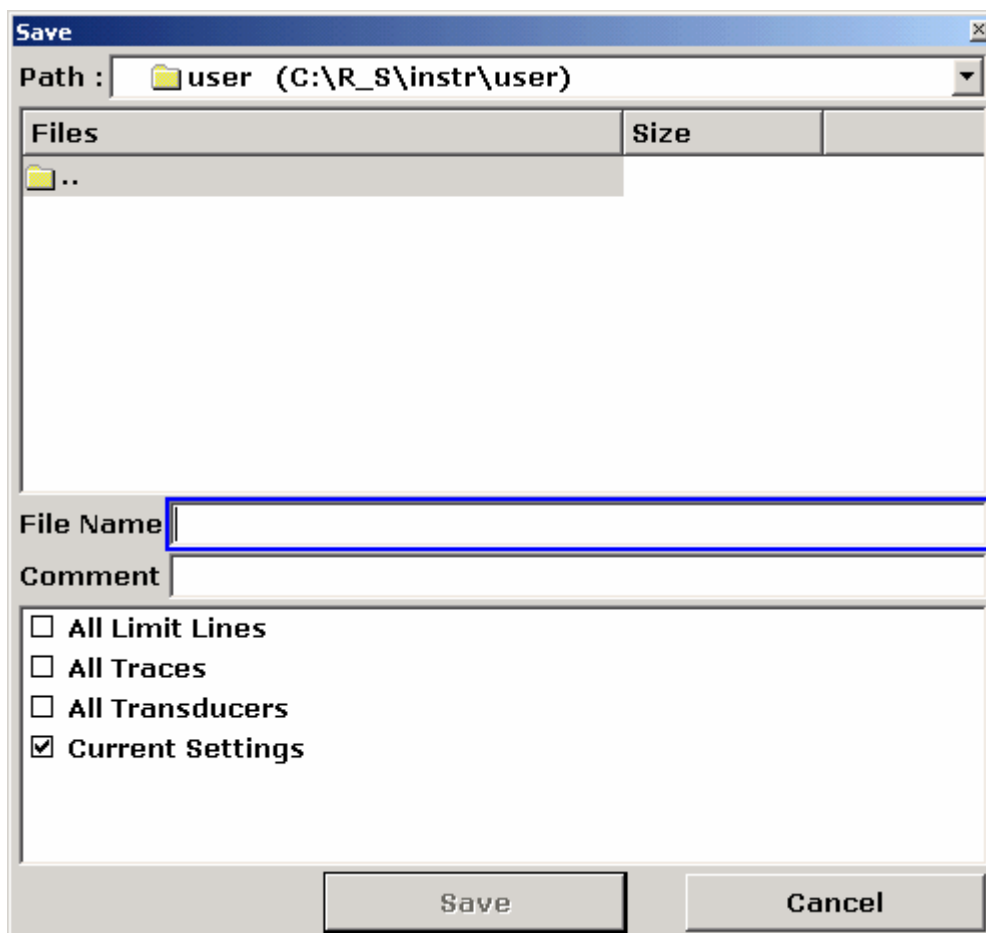 Save
Path : user (C:\R_S\instr\user)
Files Size
..
File Name
Comment
All Limit Lines
All Traces
All Transducers
Current Settings
Save Cancel